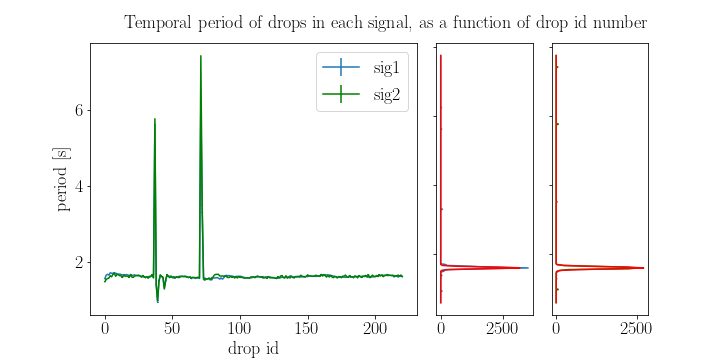 Temporal period of drops in each signal, as a function of drop id number
sig1
sig2
period [s]
6
4
2
0 50 100 150 200
drop id
0 2500
0 2500